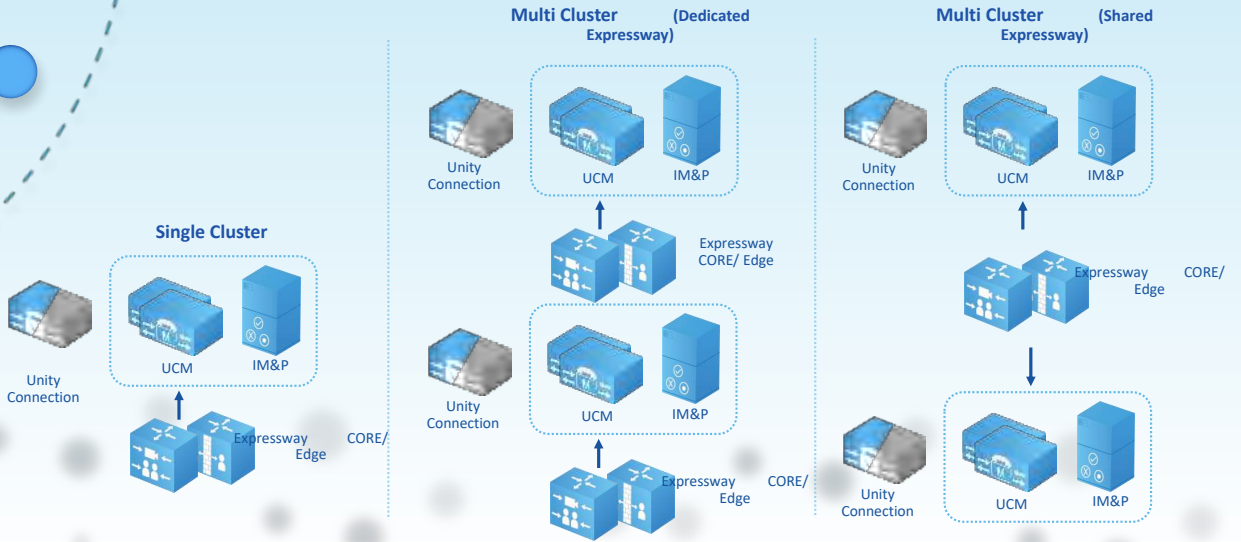 Single Cluster
Unity
Connection
UCM
IM&P
Expressway CORE/
Edge
Multi Cluster (Dedicated
Expressway)
Unity
Connection
UCM
IM&P
Expressway
CORE/ Edge
Unity
Connection
UCM
IM&P
Expressway CORE/
Edge
Multi Cluster (Shared
Expressway)
Unity
Connection
UCM
IM&P
Expressway CORE/
Edge
Unity
Connection
UCM
IM&P